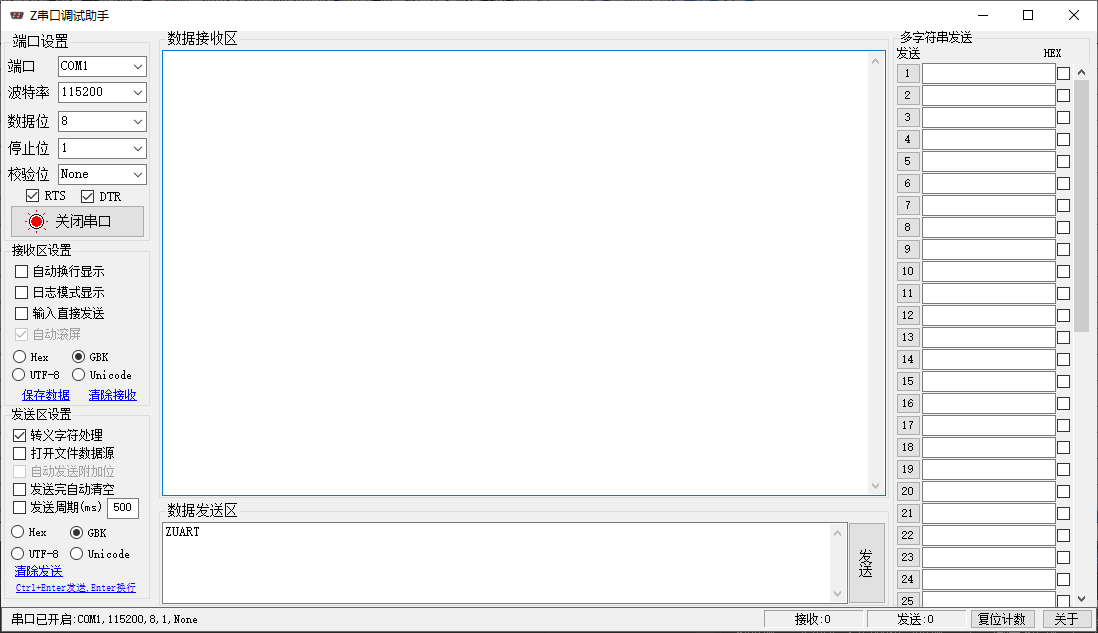 Z串口调试助手
端口设置
端口 COM1
波特率 115200
数据位 8
停止位 1
校验位 None
RTS DTR
关闭串口
接收区设置
自动换行显示
日志模式显示
输入直接发送
自动滚屏
Hex GBK
UTF-8 Unicode
保存数据 清除接收
发送区设置
转义字符处理
打开文件数据源
自动发送附加位
发送完自动清空
发送周期(ms) 500
Hex GBK
UTF-8 Unicode
清除发送
Ctrl+Enter发送,Enter换行
数据接收区
数据发送区
ZUART
发送
多字符串发送
发送 HEX
1
2
3
4
5
6
7
8
9
10
11
12
13
14
15
16
17
18
19
20
21
22
23
24
25
串口已开启:COM1,115200,8,1,None
接收:0
发送:0
复位计数
关于